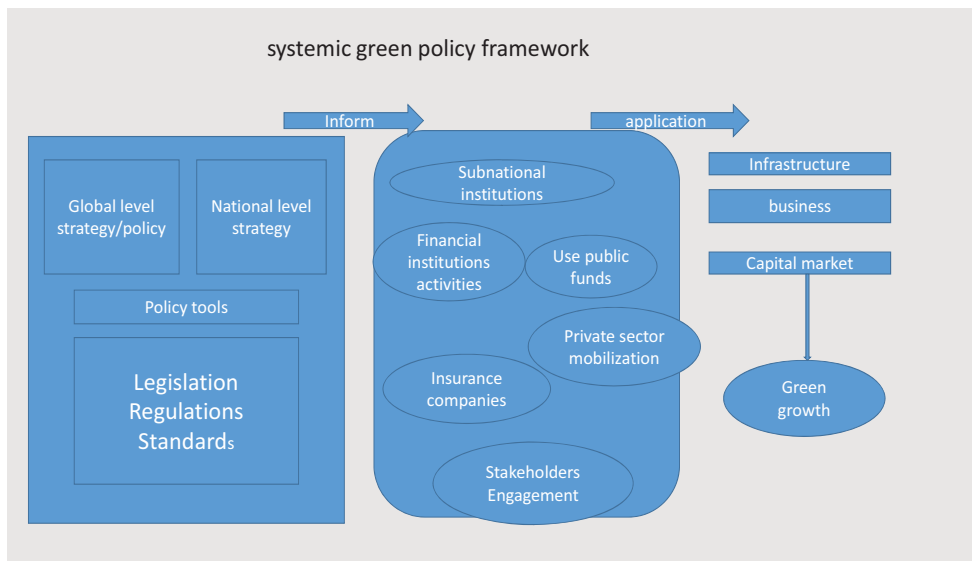 systemic green policy framework
Inform
application
Global level
strategy/policy
National level
strategy
Policy tools
Legislation
Regulations
Standards
Subnational
institutions
Financial
institutions
activities
Use public
funds
Private sector
mobilization
Insurance
companies
Stakeholders
Engagement
Infrastructure
business
Capital market
Green
growth